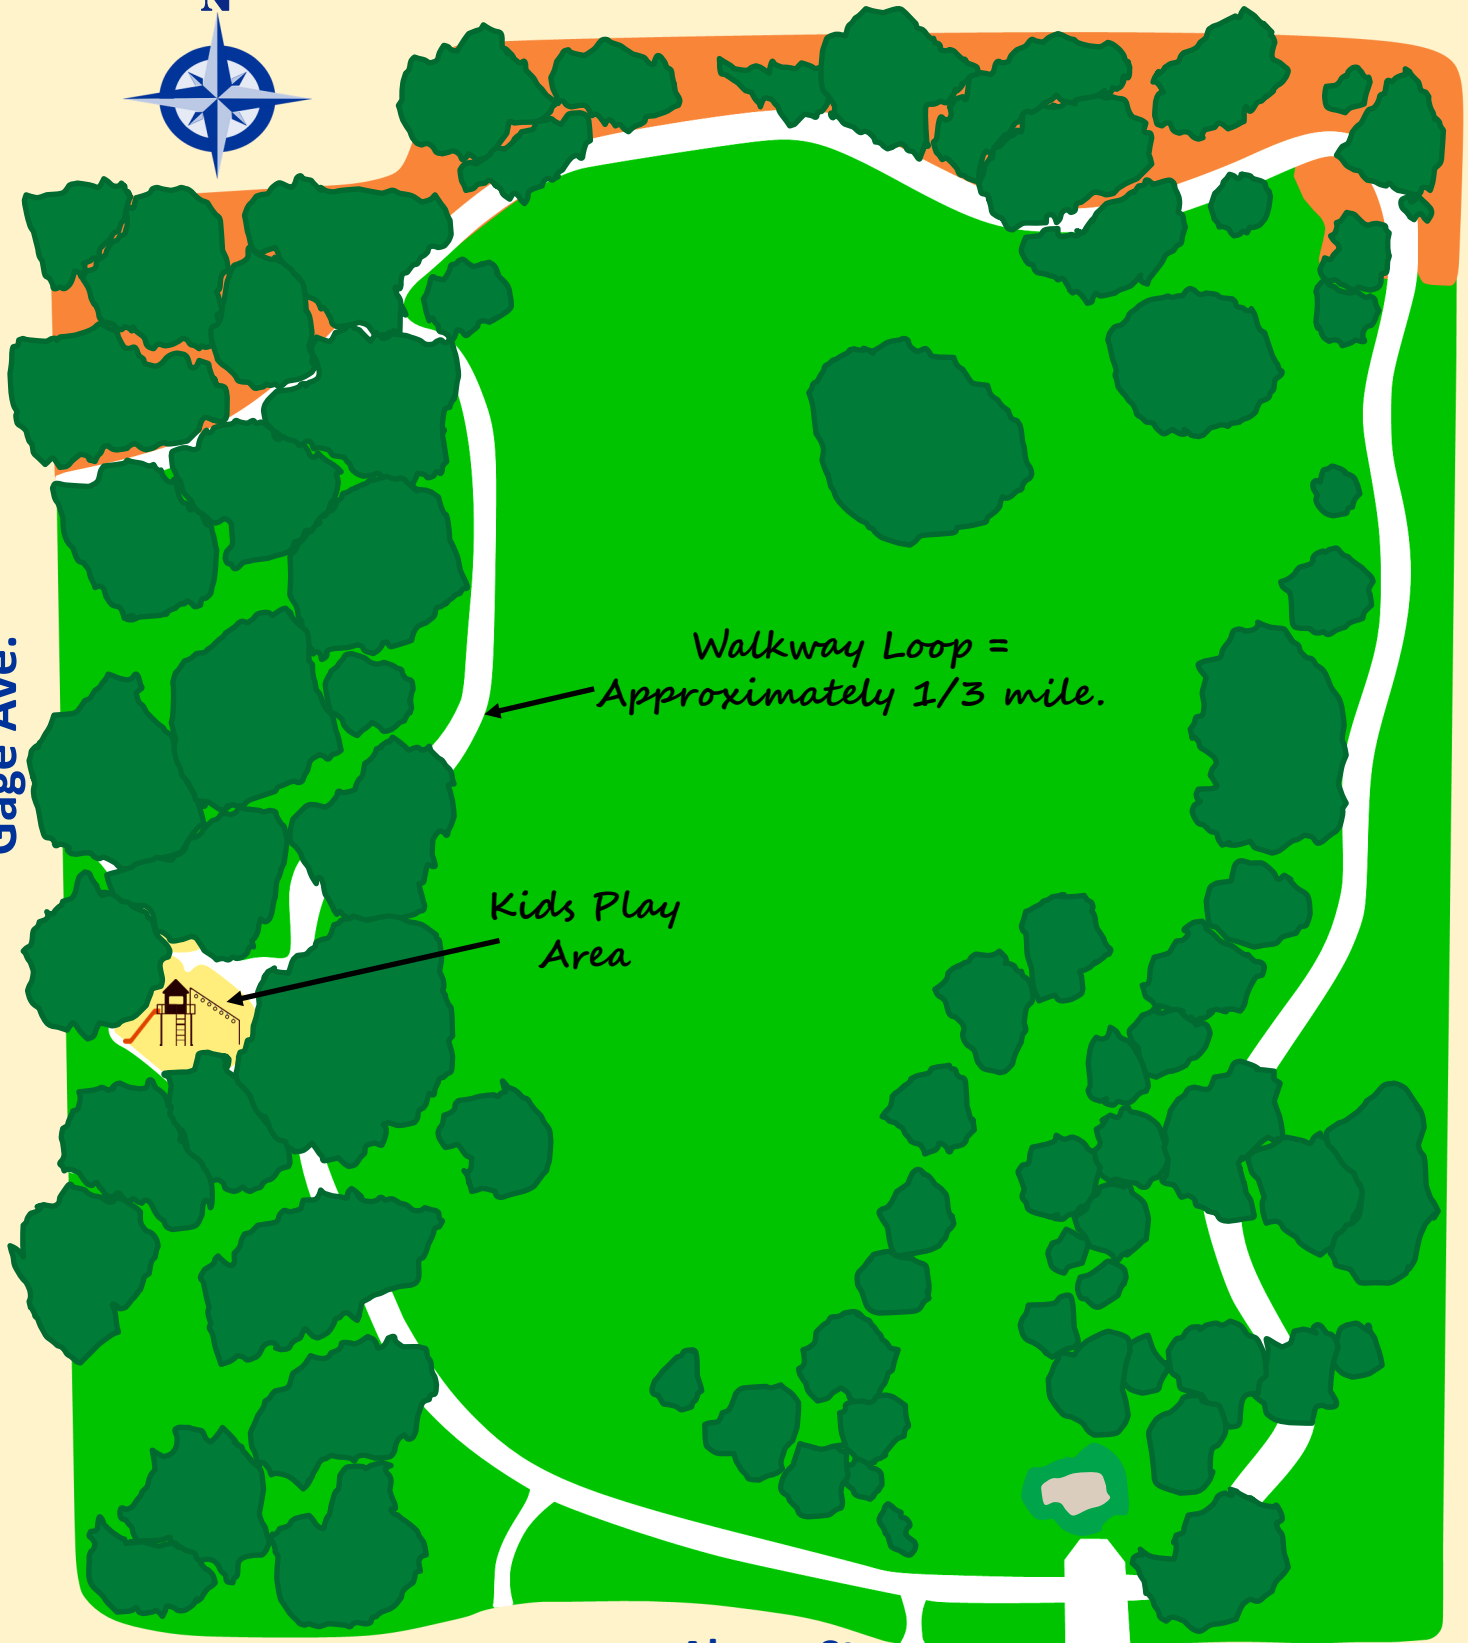 N
Gage Ave.
Walkway Loop =
Approximately 1/3 mile.
Kids Play
Area